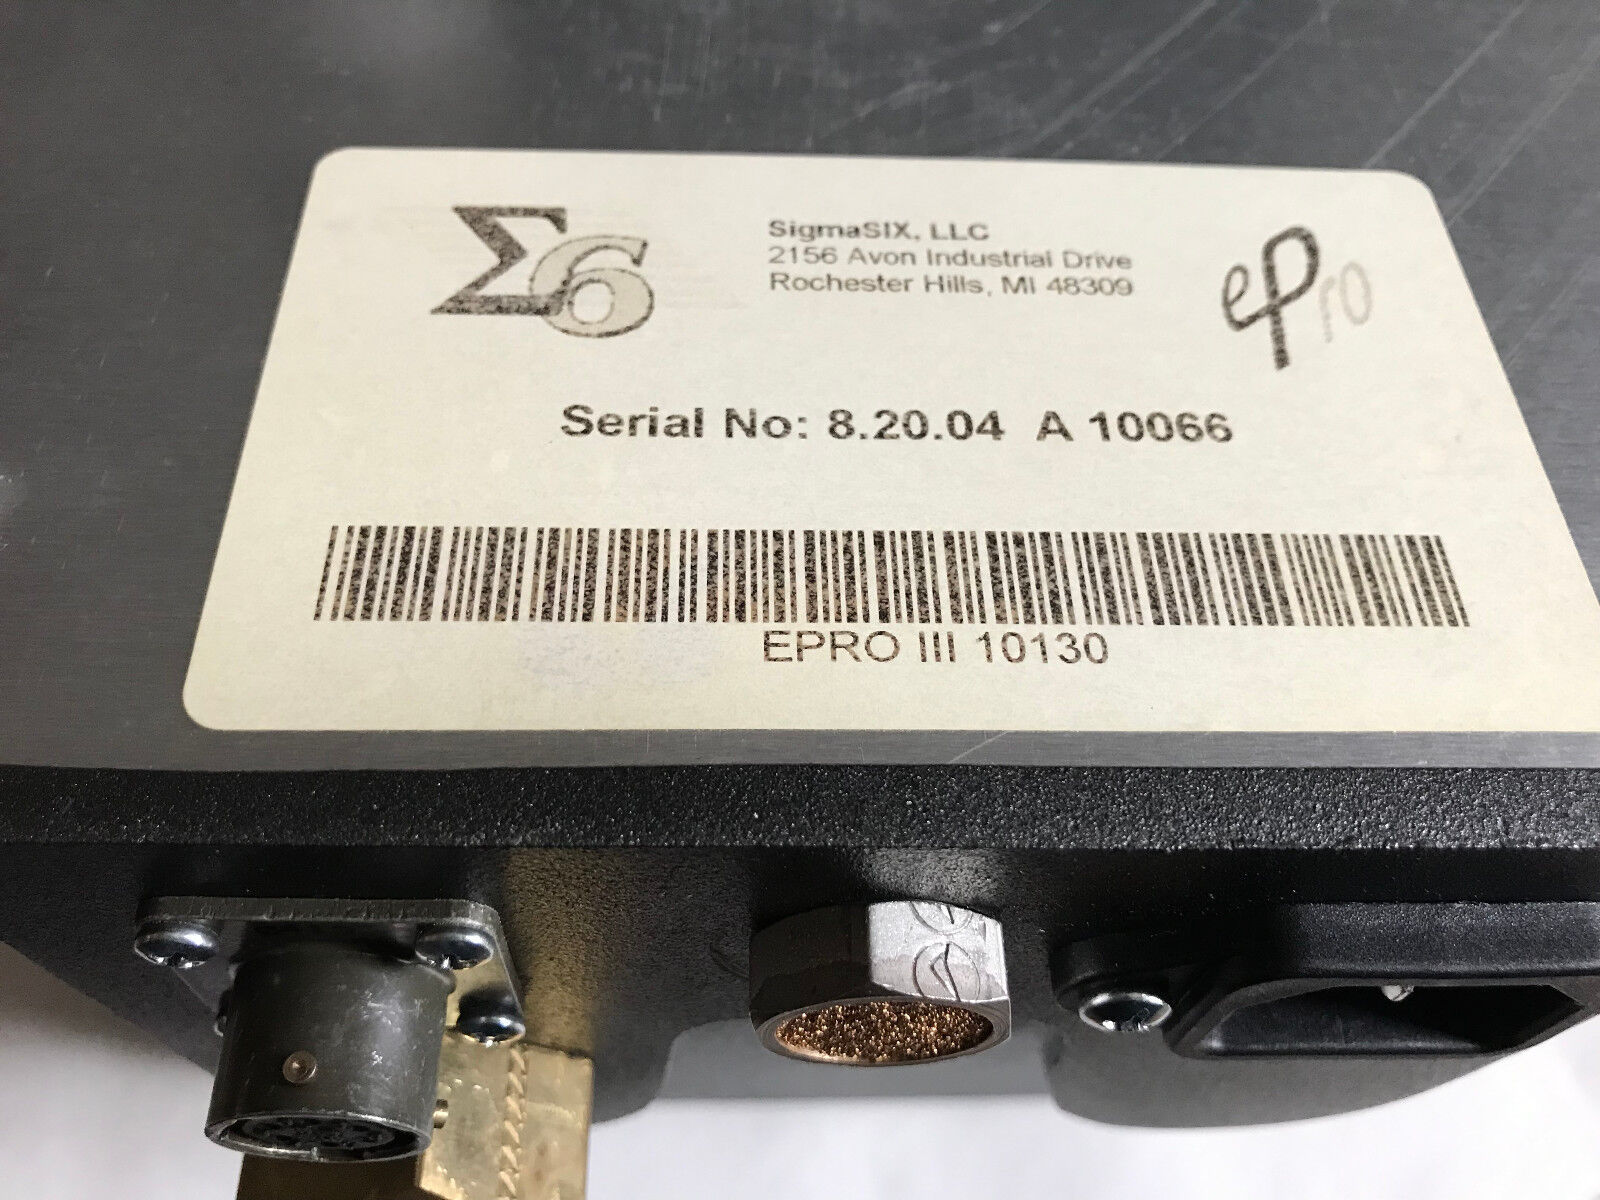 Σ6
SigmaSIX, LLC
2156 Avon Industrial Drive
Rochester Hills, MI 48309
ePro
Serial No: 8.20.04 A 10066
EPRO III 10130